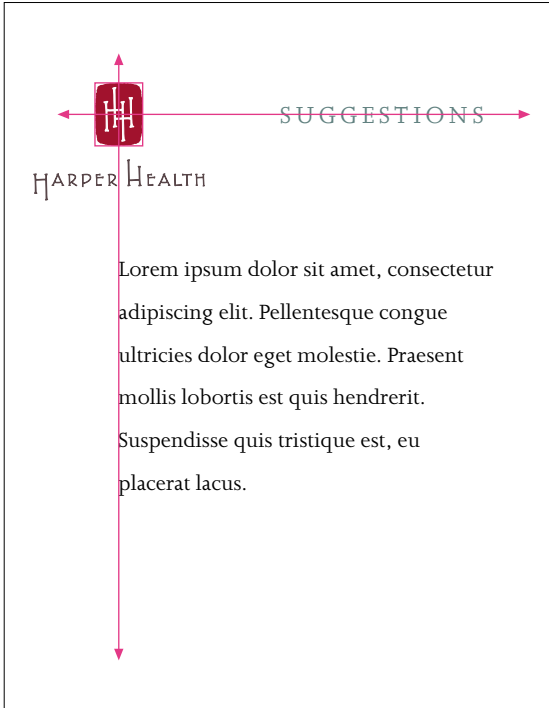 HH
SUGGESTIONS
HARPER HEALTH
Lorem ipsum dolor sit amet, consectetur
adipiscing elit. Pellentesque congue
ultricies dolor eget molestie. Praesent
mollis lobortis est quis hendrerit.
Suspendisse quis tristique est, eu
placerat lacus.